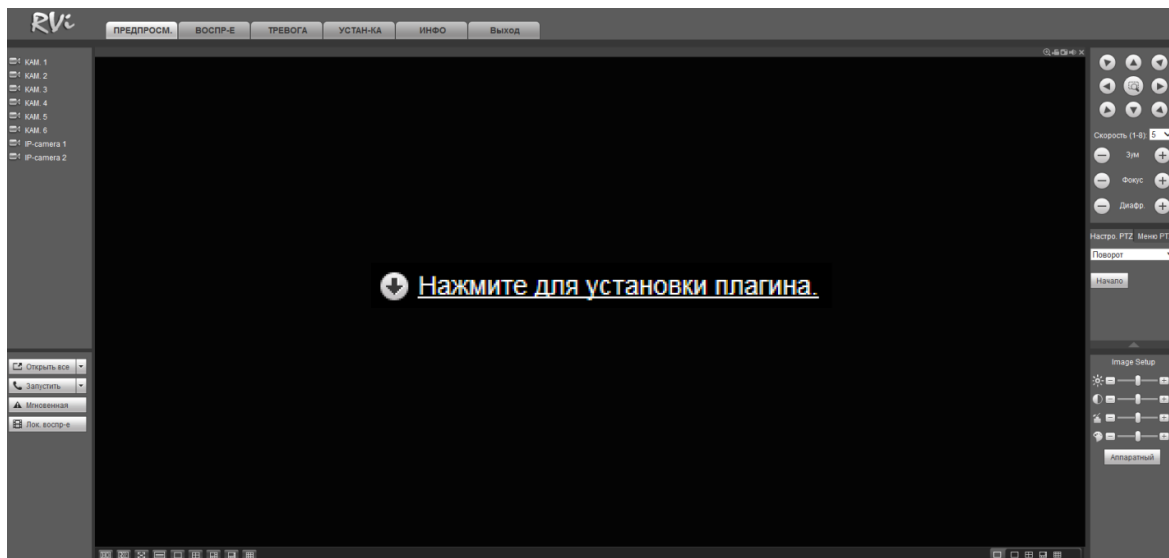 RVi
ПРЕДПРОСМ. ВОСПР-Е ТРЕВОГА УСТАН-КА ИНФО Выход
КАМ. 1
КАМ. 2
КАМ. 3
КАМ. 4
КАМ. 5
КАМ. 6
IP-camera 1
IP-camera 2
Открыть все
Запустить
Мгновенная
Лок. воспр-е
Нажмите для установки плагина.
Скорость (1-8): 5
Зум
Фокус
Диафр.
Настро. PTZ Меню PT
Поворот
Начало
Image Setup
Аппаратный